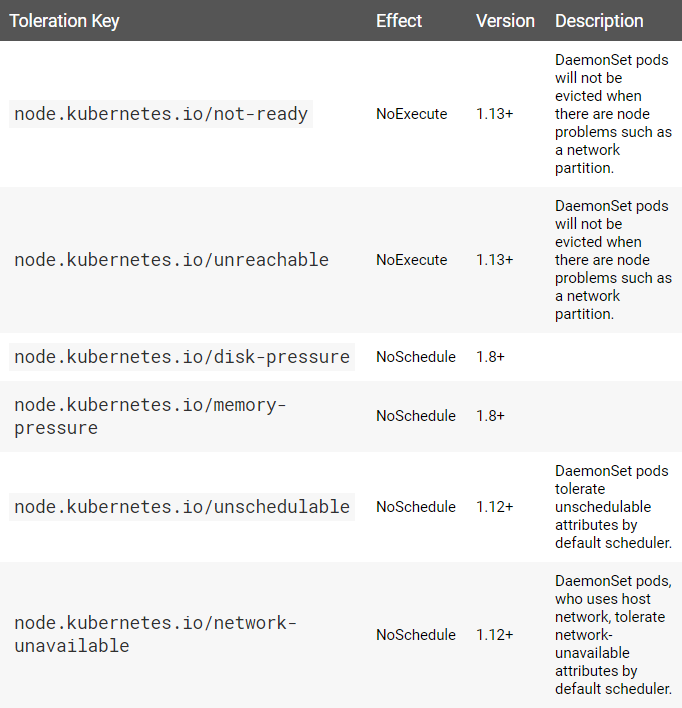 Toleration Key Effect Version Description
node.kubernetes.io/not-ready NoExecute 1.13+ DaemonSet pods
will not be
evicted when
there are node
problems such as
a network
partition.
node.kubernetes.io/unreachable NoExecute 1.13+ DaemonSet pods
will not be
evicted when
there are node
problems such as
a network
partition.
node.kubernetes.io/disk-pressure NoSchedule 1.8+
node.kubernetes.io/memory-
pressure NoSchedule 1.8+
node.kubernetes.io/unschedulable NoSchedule 1.12+ DaemonSet pods
tolerate
unschedulable
attributes by
default scheduler.
node.kubernetes.io/network-
unavailable NoSchedule 1.12+ DaemonSet pods,
who uses host
network, tolerate
network-
unavailable
attributes by
default scheduler.